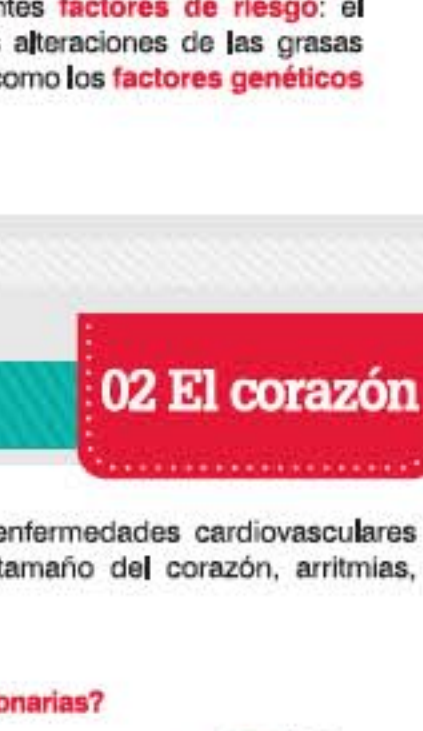 ntes factores de riesgo: el
alteraciones de las grasas
como los factores genéticos
02 El corazón
enfermedades cardiovasculares
tamaño del corazón, arritmias,
onarias?